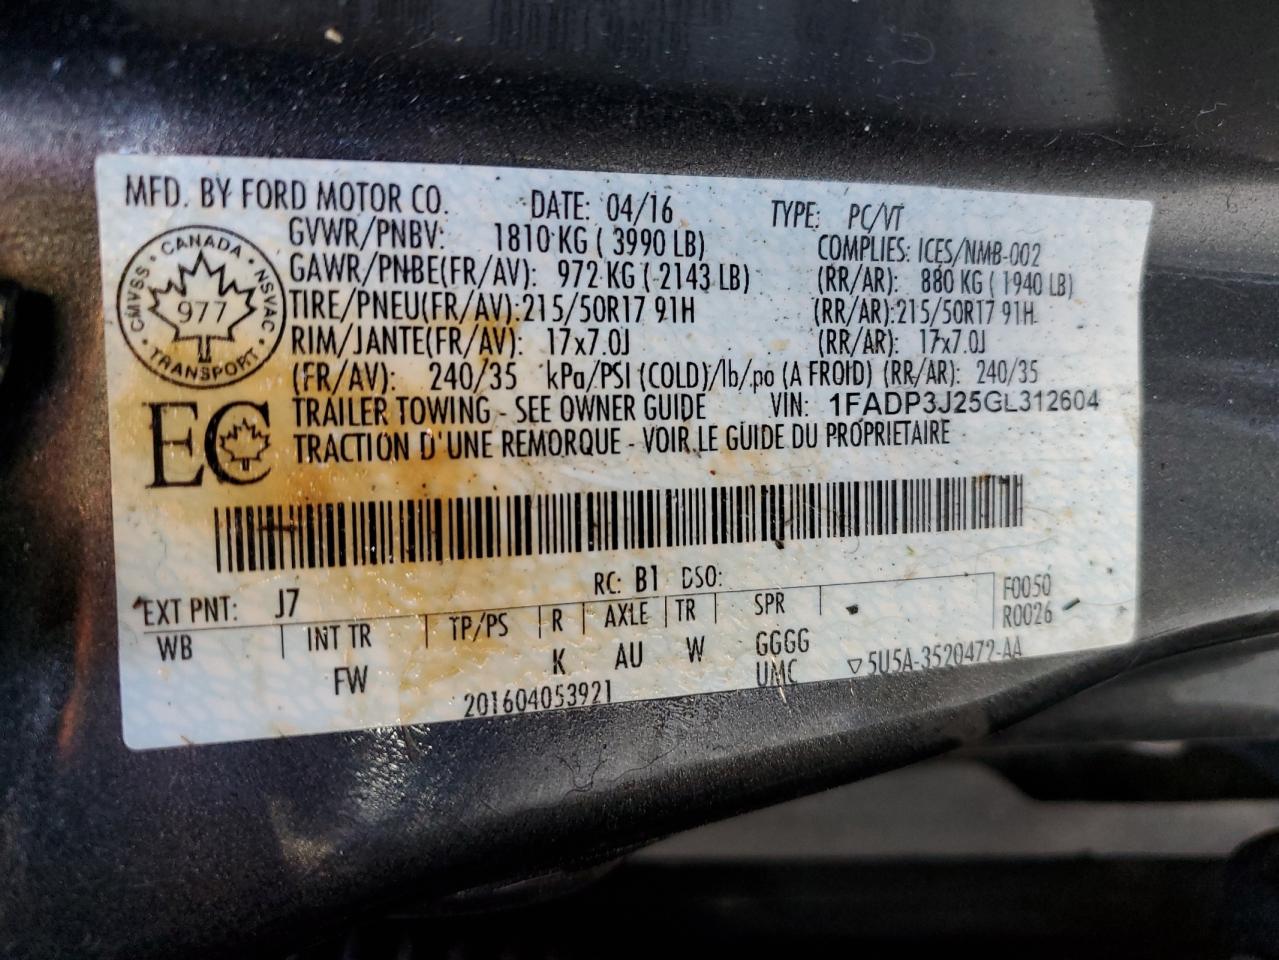 MFD. BY FORD MOTOR CO. DATE: 04/16 TYPE: PC/VT
GVWR/PNBV: 1810 KG ( 3990 LB) COMPLIES: ICES/NMB-002
GAWR/PNBE(FR/AV): 972 KG ( 2143 LB) (RR/AR): 880 KG ( 1940 LB)
TIRE/PNEU(FR/AV): 215/50R17 91H (RR/AR): 215/50R17 91H
RIM/JANTE(FR/AV): 17x7.0J (RR/AR): 17x7.0J
(FR/AV): 240/35 kPa/PSI (COLD)/lb/po (A FROID) (RR/AR): 240/35
TRAILER TOWING - SEE OWNER GUIDE VIN: 1FADP3J25GL312604
TRACTION D'UNE REMORQUE - VOIR LE GUIDE DU PROPRIETAIRE
CANADA
CMVSS 977 NSVAC
TRANSPORT
EC
EXT PNT: J7 RC: B1 DSO: F0050
WB INT TR TP/PS R AXLE TR SPR R0026
FW K AU W GGGG
201604053921 UMC ▽5U5A-3520472-AA